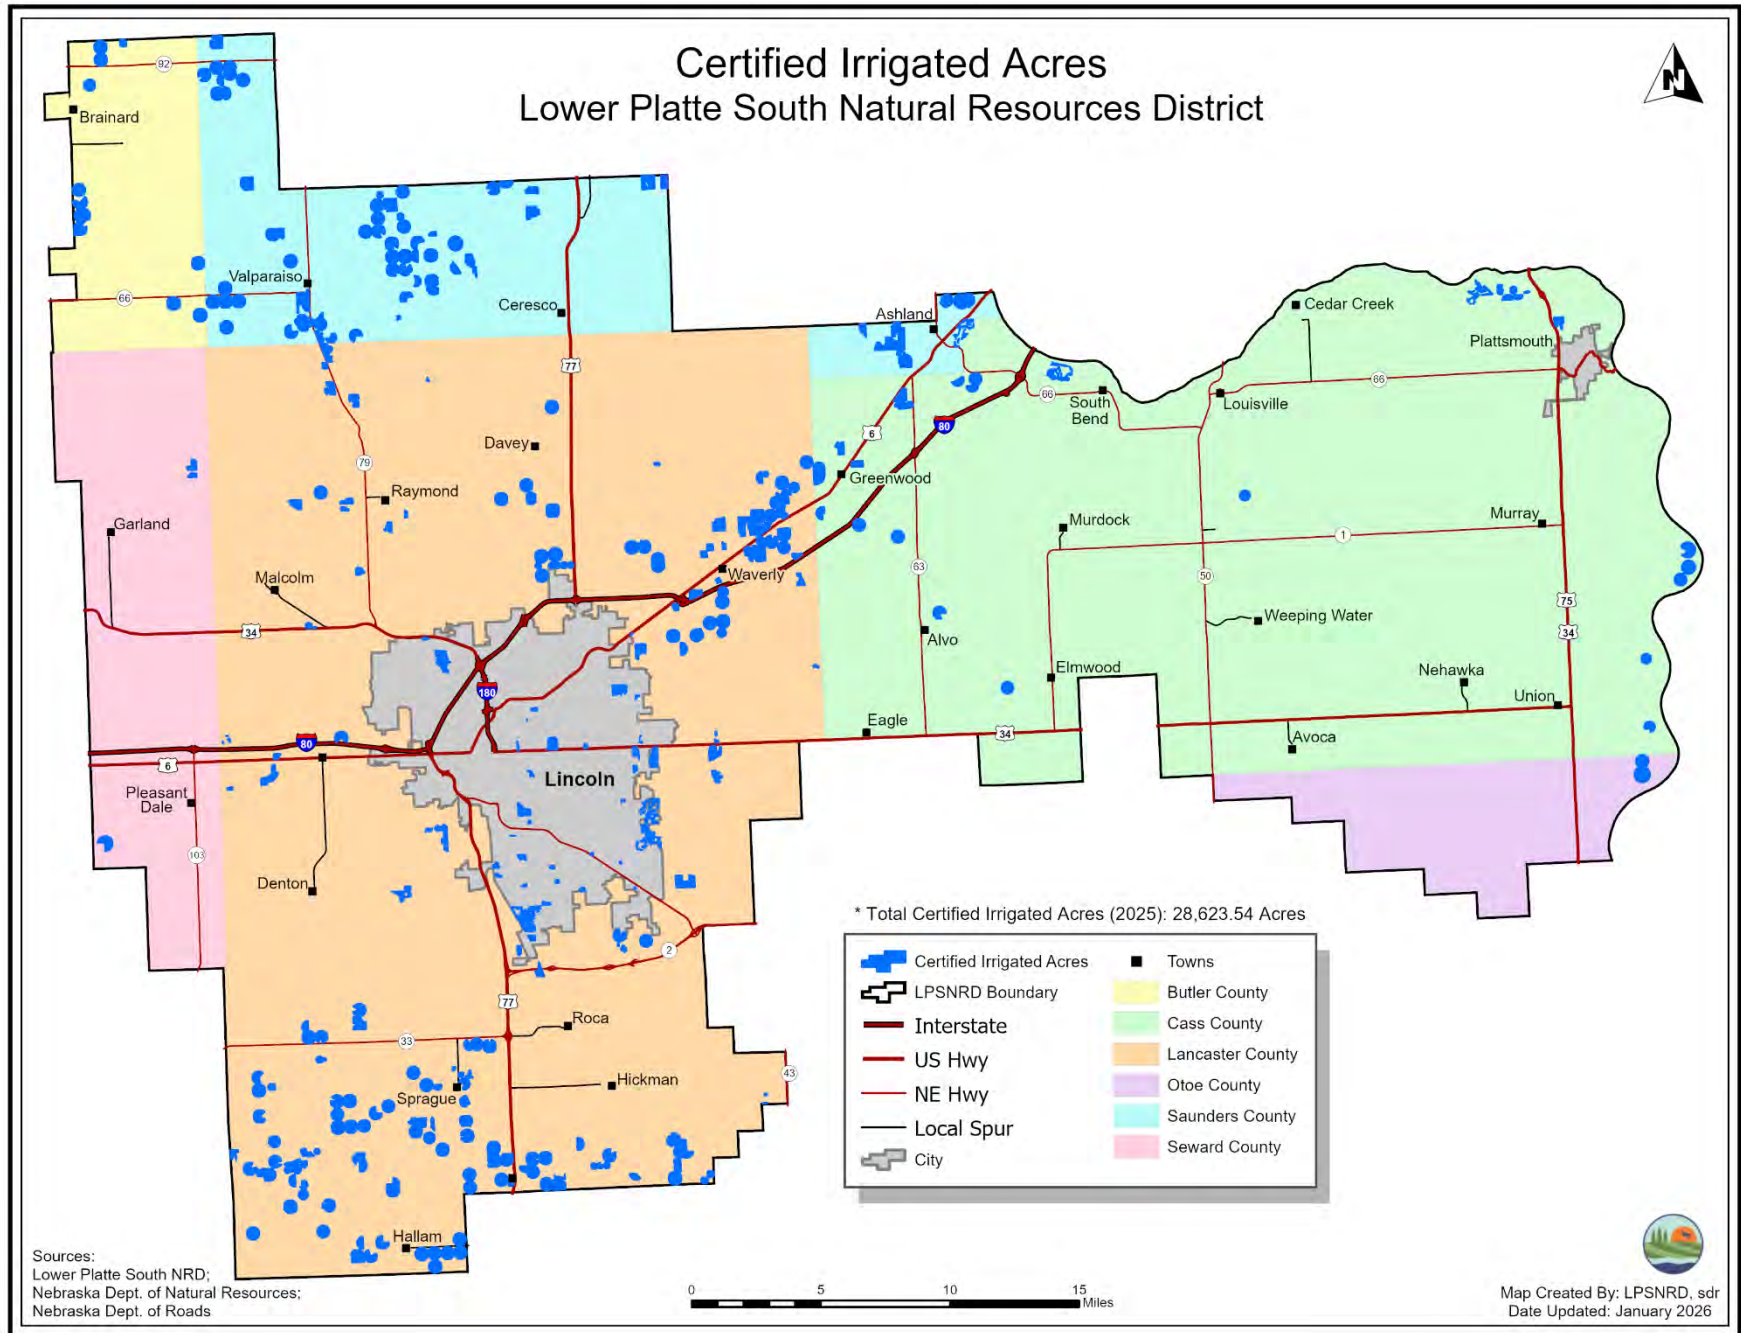 Certified Irrigated Acres
Lower Platte South Natural Resources District
N
92
Brainard
66
Valparaiso
Ceresco
77
Ashland
Cedar Creek
Plattsmouth
66
South
Bend
66
Louisville
6
80
Davey
79
Raymond
Greenwood
Garland
Murdock
Murray
1
Malcolm
Waverly
63
50
75
34
Weeping Water
34
Alvo
Elmwood
Nehawka
Union
180
Eagle
34
Avoca
80
6
Lincoln
Pleasant
Dale
103
Denton
2
77
Roca
33
Hickman
43
Sprague
Hallam
* Total Certified Irrigated Acres (2025): 28,623.54 Acres
Certified Irrigated Acres
LPSNRD Boundary
Interstate
US Hwy
NE Hwy
Local Spur
City
Towns
Butler County
Cass County
Lancaster County
Otoe County
Saunders County
Seward County
Sources:
Lower Platte South NRD;
Nebraska Dept. of Natural Resources;
Nebraska Dept. of Roads
0 5 10 15
Miles
Map Created By: LPSNRD, sdr
Date Updated: January 2026